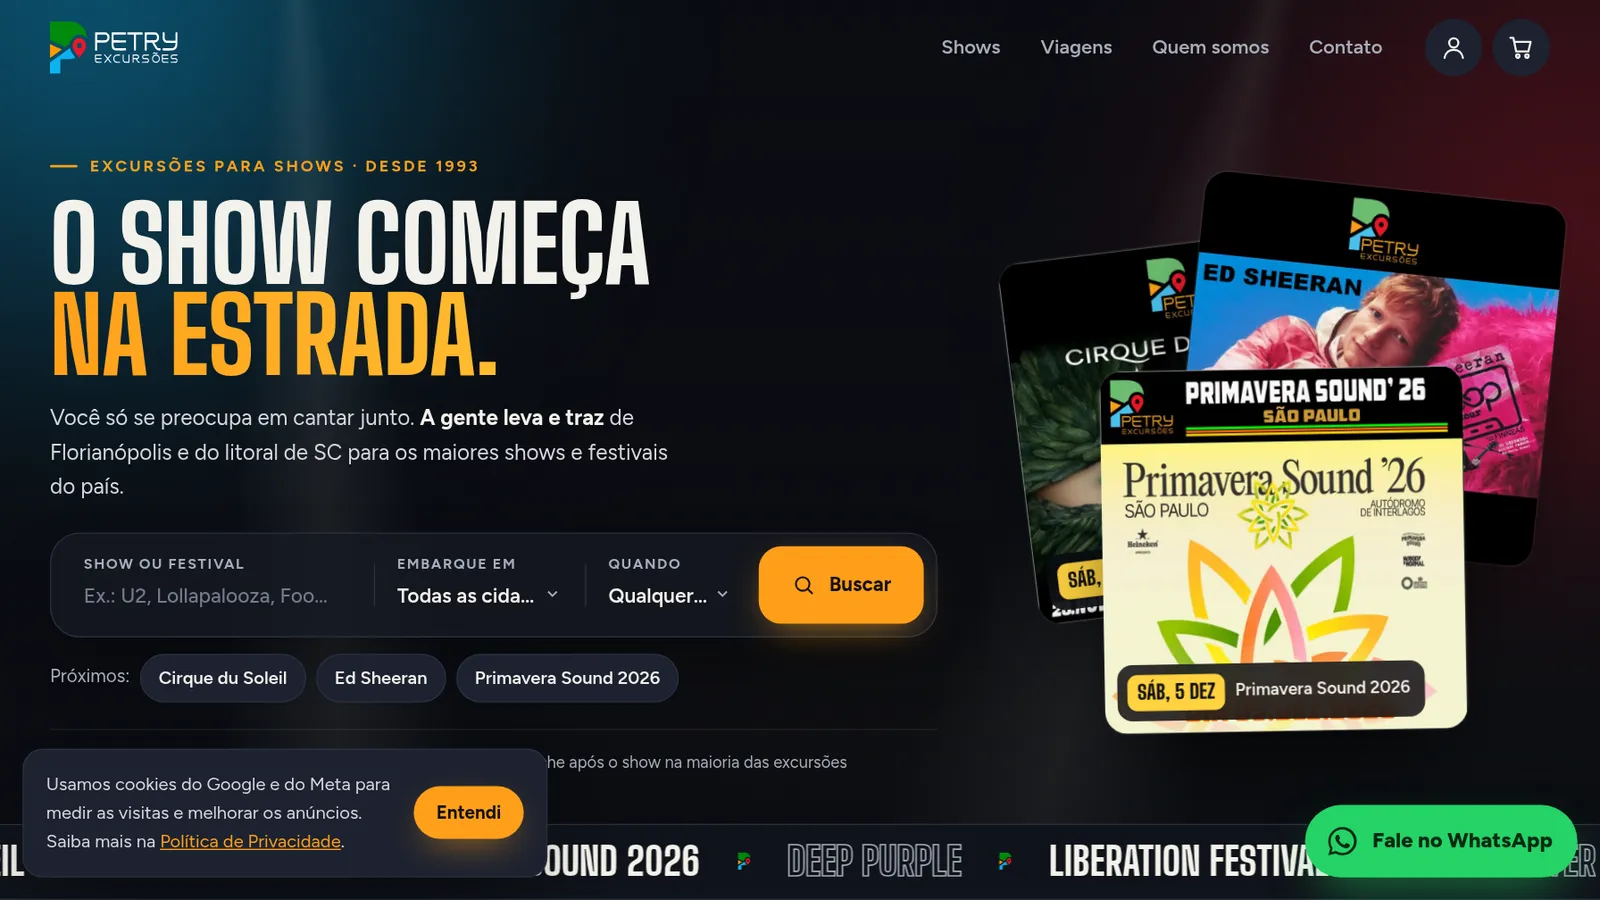 PETRY
EXCURSÕES
Shows
Viagens
Quem somos
Contato
EXCURSÕES PARA SHOWS · DESDE 1993
O SHOW COMEÇA
NA ESTRADA.
Você só se preocupa em cantar junto. A gente leva e traz de
Florianópolis e do litoral de SC para os maiores shows e festivais
do país.
SHOW OU FESTIVAL
Ex.: U2, Lollapalooza, Foo...
EMBARQUE EM
Todas as cida...
QUANDO
Qualquer...
Buscar
Próximos:
Cirque du Soleil
Ed Sheeran
Primavera Sound 2026
he após o show na maioria das excursões
PETRY
EXCURSÕES
ED SHEERAN
CIRQUE D
SÁB,
PETRY
EXCURSÕES
PRIMAVERA SOUND' 26
SÃO PAULO
Primavera Sound '26
SÃO PAULO
AUTÓDROMO
DE INTERLAGOS
Heineken
SÁB, 5 DEZ
Primavera Sound 2026
Usamos cookies do Google e do Meta para
medir as visitas e melhorar os anúncios.
Saiba mais na Política de Privacidade.
Entendi
OUND 2026
DEEP PURPLE
LIBERATION FESTIVAL
Fale no WhatsApp